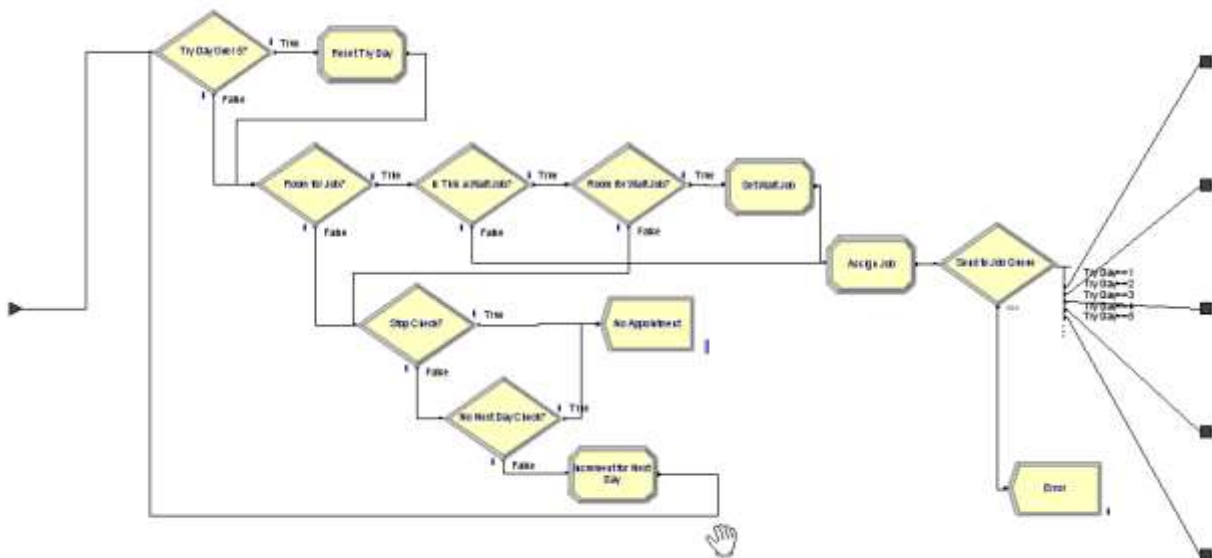 Try Day Over 5?
True
Reset Try Day
False
Room for Job?
True
Is This a Wait Job?
True
Room for Wait Job?
True
Set Wait Job
False
False
False
Assign Job
Send to Job Queue
Try Day==1
Try Day==2
Try Day==3
Try Day==4
Try Day==5
Else
Stop Check?
True
No Appointment
False
No Next Day Check?
True
False
Increment for Next
Day
Error